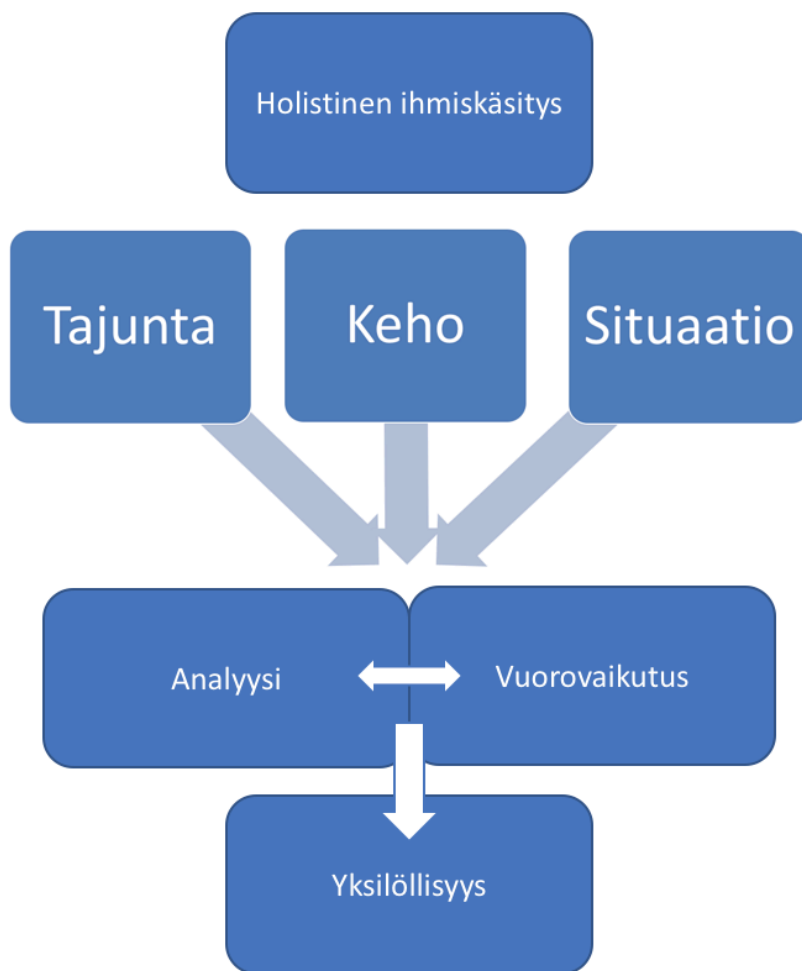 Holistinen ihmiskäsitys
Tajunta
Keho
Situaatio
Analyysi
Vuorovaikutus
Yksilöllisyys